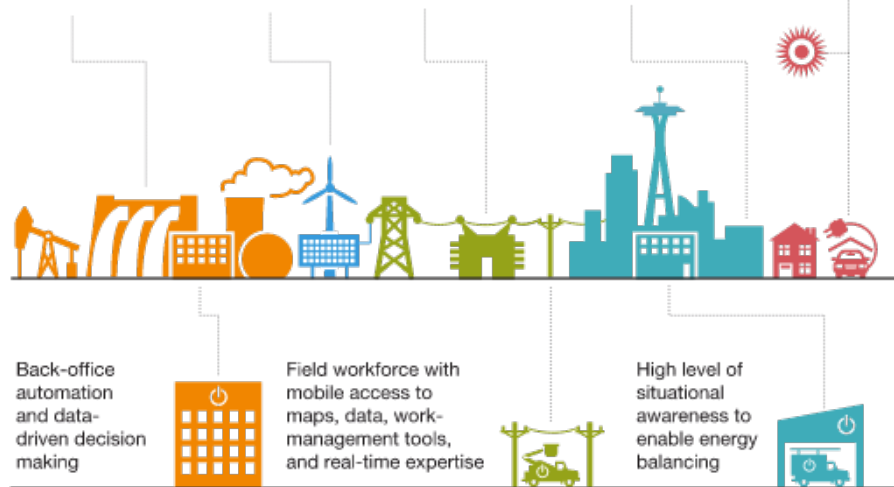 Back-office
automation
and data-
driven decision
making
Field workforce with
mobile access to
maps, data, work-
management tools,
and real-time expertise
High level of
situational
awareness to
enable energy
balancing